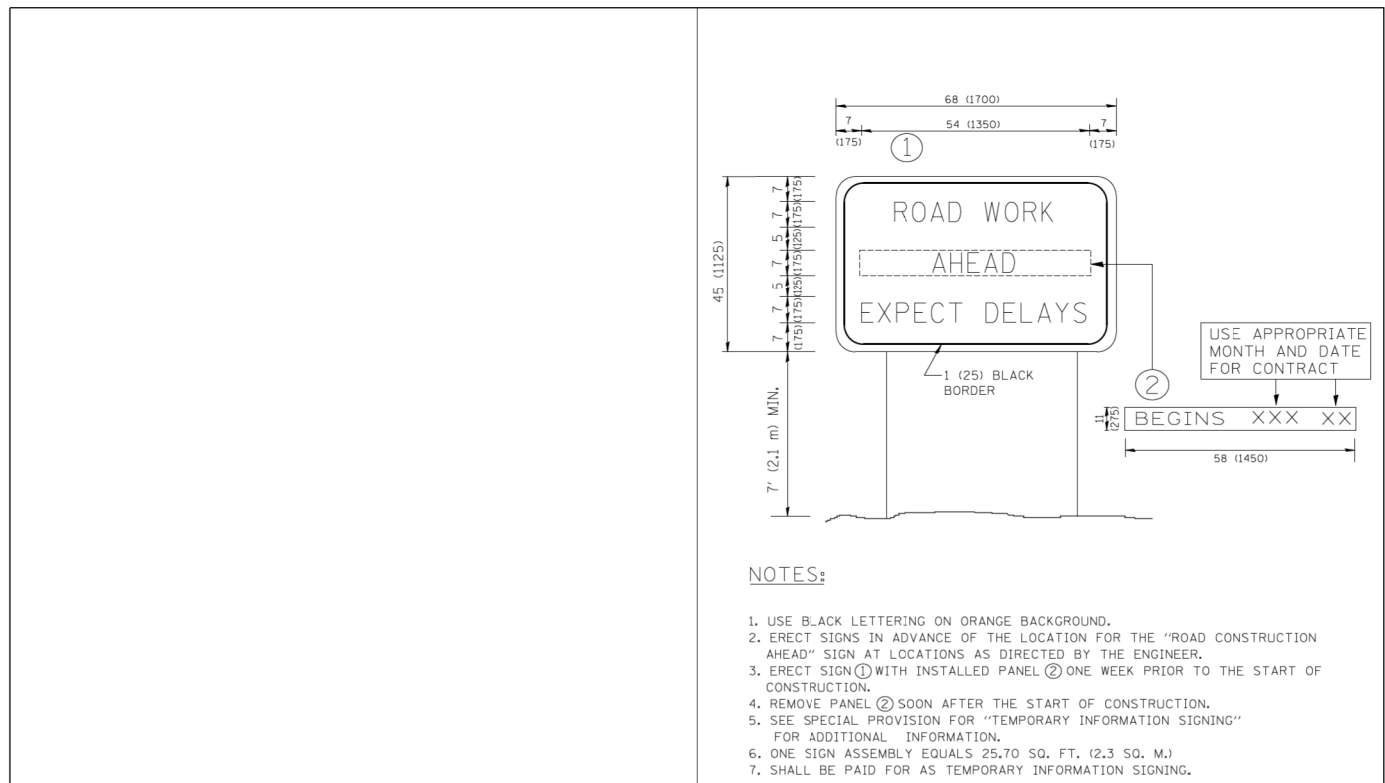 68 (1700)
7 54 (1350) 7
(175) (175)
1
ROAD WORK
AHEAD
EXPECT DELAYS
7 (175)
7 (175)
5 (125)
7 (175)
5 (125)
7 (175)
7 (175)
45 (1125)
1 (25) BLACK
BORDER
7' (2.1 m) MIN.
USE APPROPRIATE
MONTH AND DATE
FOR CONTRACT
2
11
(275)
BEGINS XXX XX
58 (1450)
NOTES:
1. USE BLACK LETTERING ON ORANGE BACKGROUND.
2. ERECT SIGNS IN ADVANCE OF THE LOCATION FOR THE "ROAD CONSTRUCTION
AHEAD" SIGN AT LOCATIONS AS DIRECTED BY THE ENGINEER.
3. ERECT SIGN ① WITH INSTALLED PANEL ② ONE WEEK PRIOR TO THE START OF
CONSTRUCTION.
4. REMOVE PANEL ② SOON AFTER THE START OF CONSTRUCTION.
5. SEE SPECIAL PROVISION FOR "TEMPORARY INFORMATION SIGNING"
FOR ADDITIONAL INFORMATION.
6. ONE SIGN ASSEMBLY EQUALS 25.70 SQ. FT. (2.3 SQ. M.)
7. SHALL BE PAID FOR AS TEMPORARY INFORMATION SIGNING.